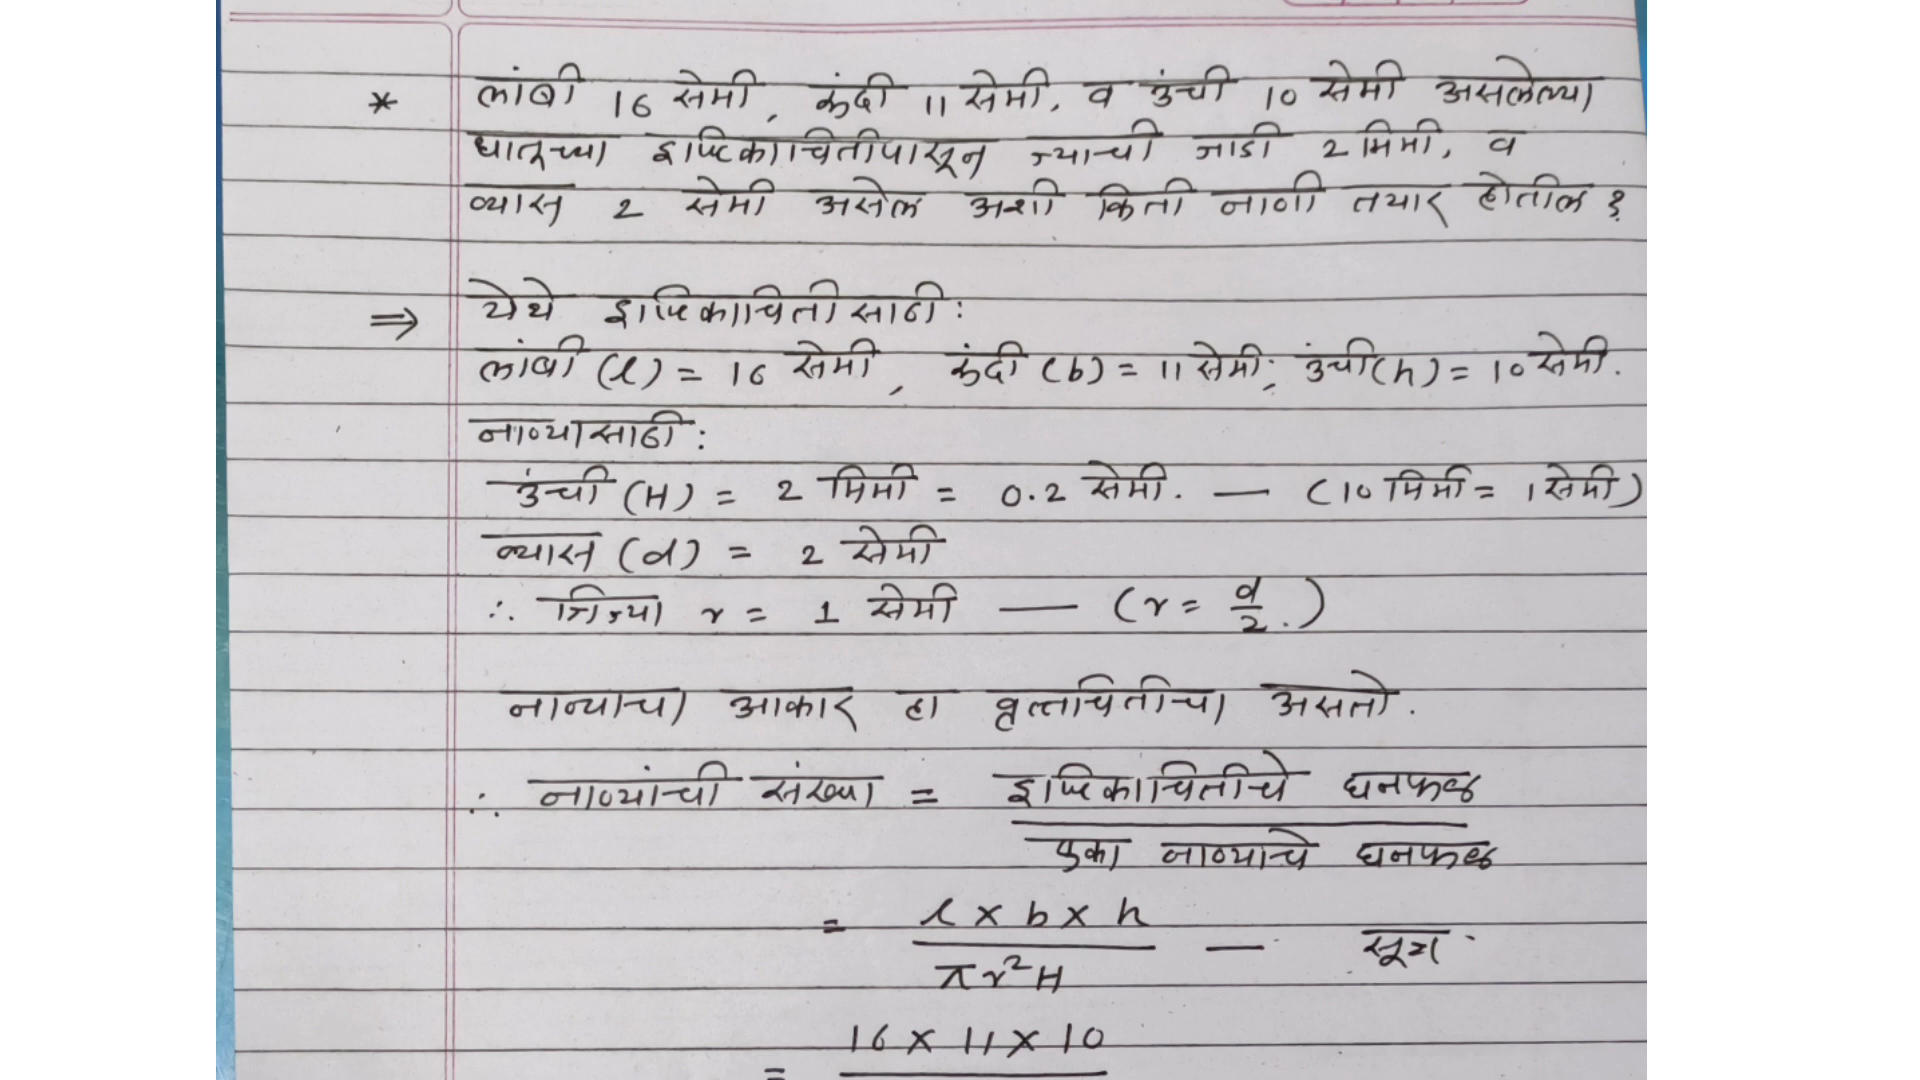 * लांबी 16 सेमी, रुंदी 11 सेमी, व उंची 10 सेमी असलेल्या
धातूच्या इष्टिकाचितीपासून ज्याची जाडी 2 मिमी, व
व्यास 2 सेमी असेल अशी किती नाणी तयार होतील ?
⇒ येथे इष्टिकाचितीसाठी :
लांबी (l) = 16 सेमी, रुंदी (b) = 11 सेमी; उंची (h) = 10 सेमी.
नाण्यासाठी :
उंची (H) = 2 मिमी = 0.2 सेमी. — (10 मिमी = 1 सेमी)
व्यास (d) = 2 सेमी
∴ त्रिज्या r = 1 सेमी — (r = d/2.)
नाण्याचा आकार हा वृत्तचितीचा असतो.
∴ नाण्यांची संख्या = इष्टिकाचितीचे घनफळ
एका नाण्याचे घनफळ
= l × b × h
πr²H — सूत्र.
= 16 × 11 × 10